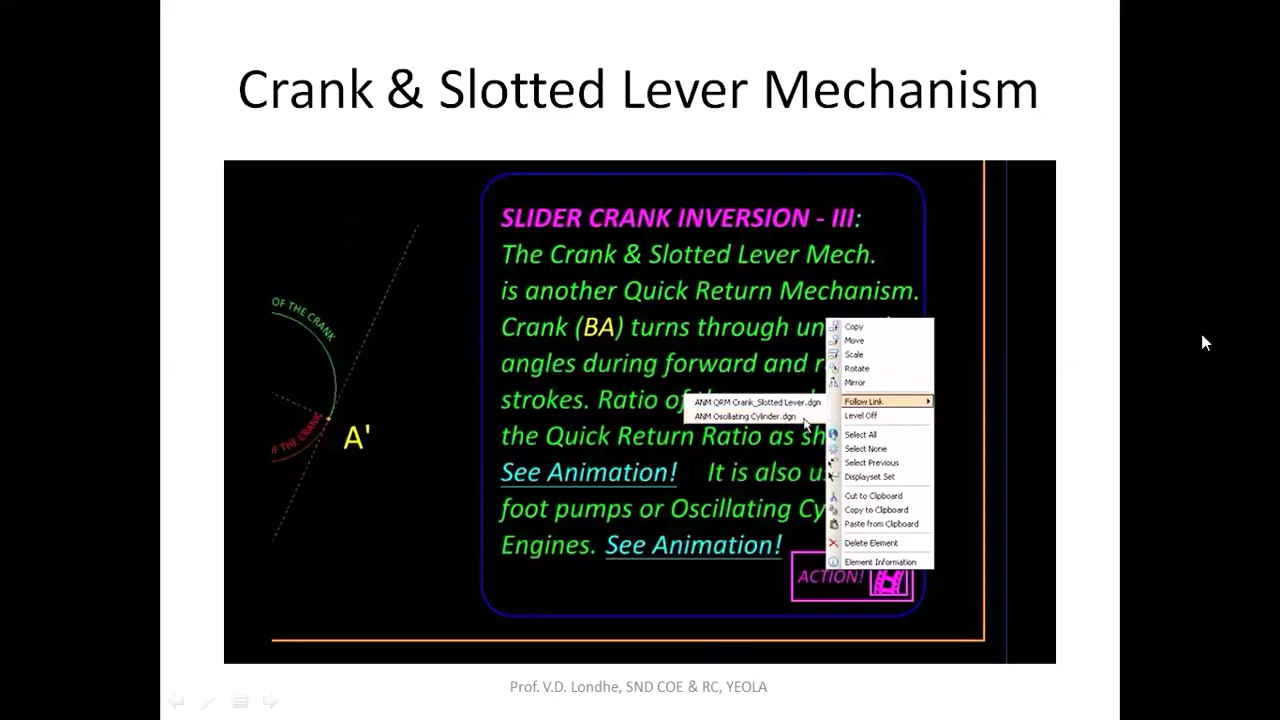 Crank & Slotted Lever Mechanism
OF THE CRANK
OF THE CRANK
A'
SLIDER CRANK INVERSION - III:
The Crank & Slotted Lever Mech.
is another Quick Return Mechanism.
Crank (BA) turns through un
angles during forward and r
strokes. Ratio of
the Quick Return Ratio as sh
See Animation! It is also us
foot pumps or Oscillating Cy
Engines. See Animation!
ACTION!
ANM QRM Crank_Slotted Lever.dgn
ANM Oscillating Cylinder.dgn
Copy
Move
Scale
Rotate
Mirror
Follow Link
Level Off
Select All
Select None
Select Previous
Displayset Set
Cut to Clipboard
Copy to Clipboard
Paste from Clipboard
Delete Element
Element Information
Prof. V.D. Londhe, SND COE & RC, YEOLA